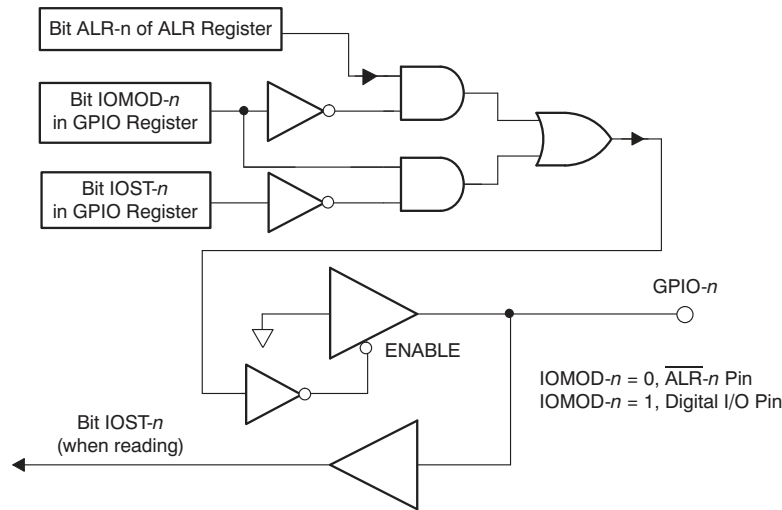 Bit ALR-n of ALR Register
Bit IOMOD-n
in GPIO Register
Bit IOST-n
in GPIO Register
GPIO-n
ENABLE
IOMOD-n = 0, A̅L̅R̅-n Pin
IOMOD-n = 1, Digital I/O Pin
Bit IOST-n
(when reading)